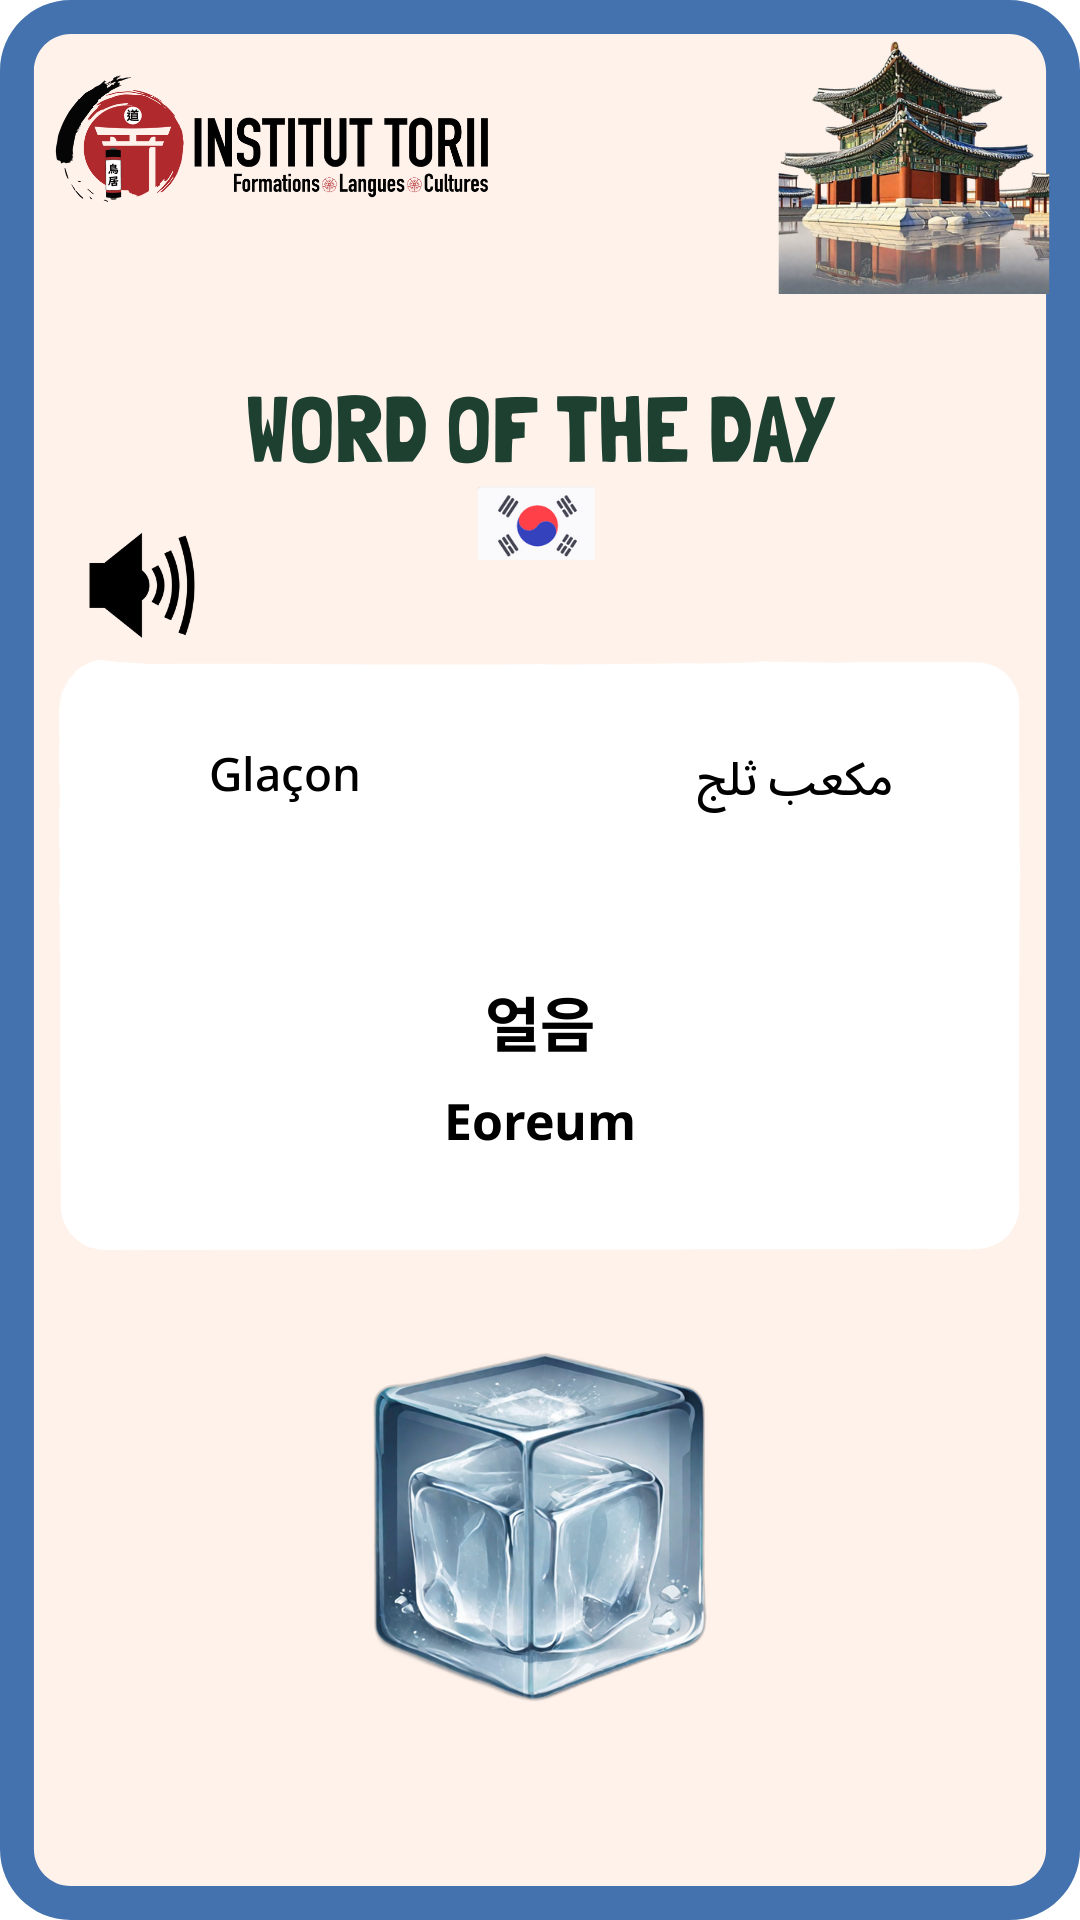 道
鳥居
INSTITUT TORII
Formations Langues Cultures
WORD OF THE DAY
Glaçon
مكعب ثلج
얼음
Eoreum